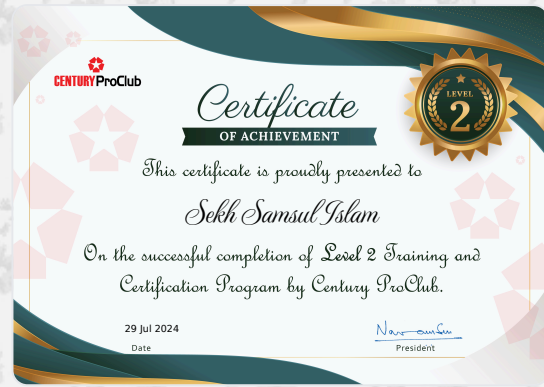 CENTURY ProClub
LEVEL
2
Certificate
OF ACHIEVEMENT
This certificate is proudly presented to
Sekh Samsul Islam
On the successful completion of Level 2 Training and
Certification Program by Century ProClub.
29 Jul 2024
Date
President